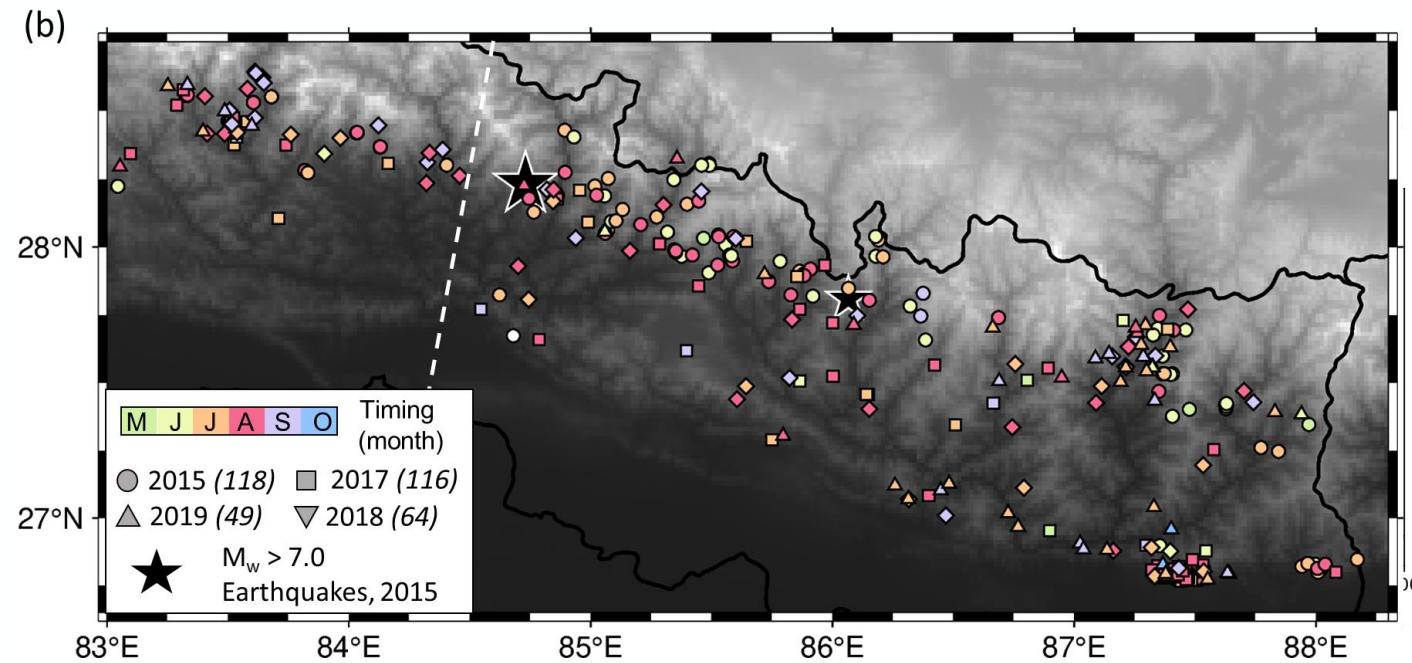 (b)
28°N
27°N
M J J A S O Timing
(month)
2015 (118) 2017 (116)
2019 (49) 2018 (64)
Mw > 7.0
Earthquakes, 2015
83°E 84°E 85°E 86°E 87°E 88°E